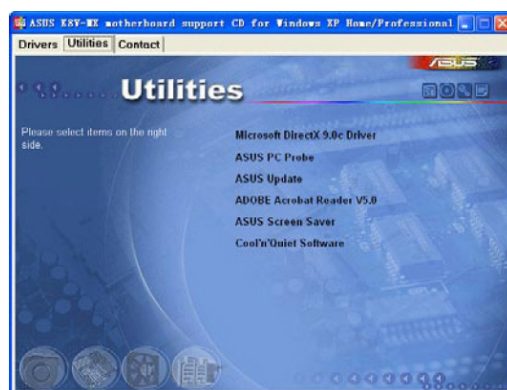 ASUS K8V-MX motherboard support CD for Windows XP Home/Professional
Drivers Utilities Contact
ASUS
Utilities
Please select items on the right
side.
Microsoft DirectX 9.0c Driver
ASUS PC Probe
ASUS Update
ADOBE Acrobat Reader V5.0
ASUS Screen Saver
Cool'n'Quiet Software